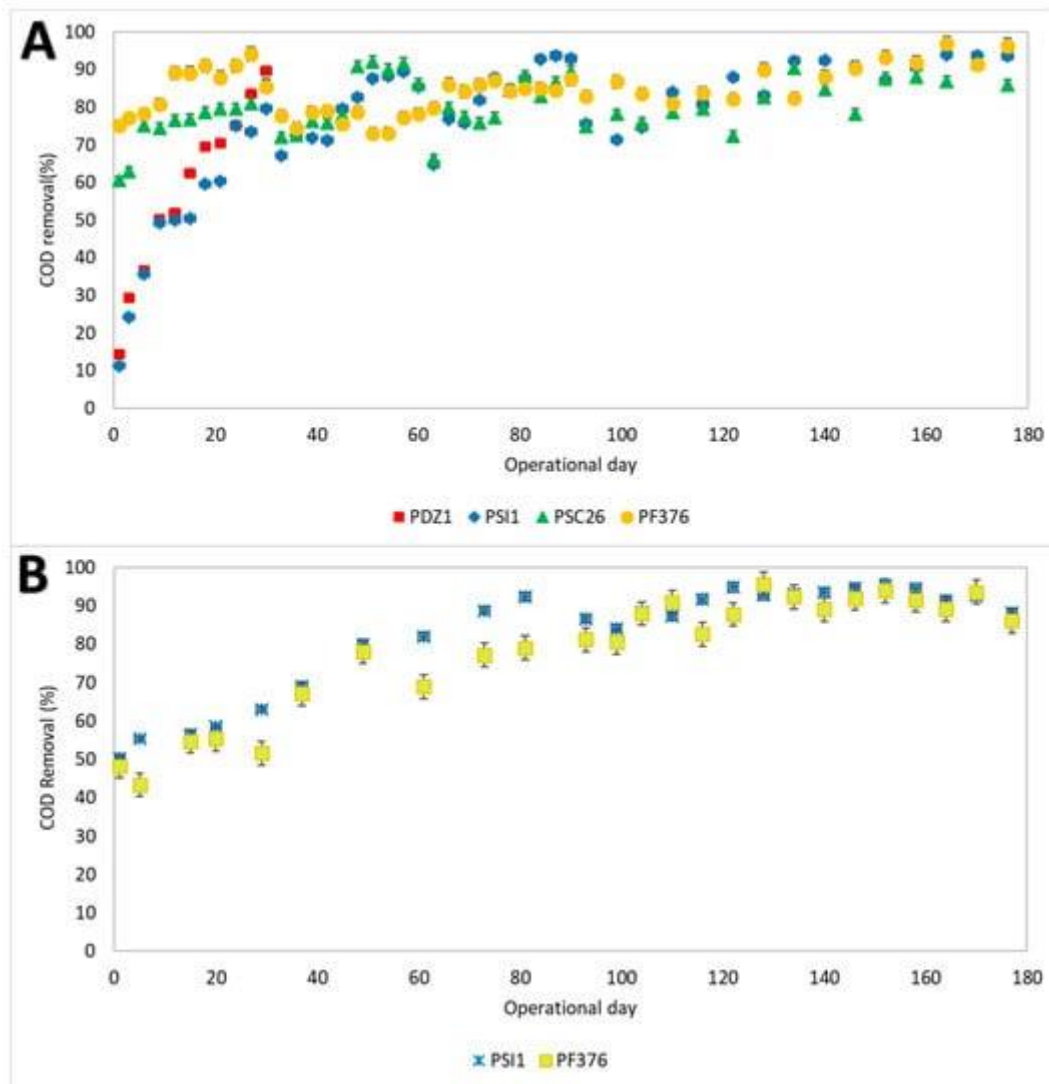 A
100
90
80
70
60
50
40
30
20
10
0
COD removal(%)
0 20 40 60 80 100 120 140 160 180
Operational day
PDZ1 PSI1 PSC26 PF376
B
100
90
80
70
60
50
40
30
20
10
0
COD Removal (%)
0 20 40 60 80 100 120 140 160 180
Operational day
PSI1 PF376